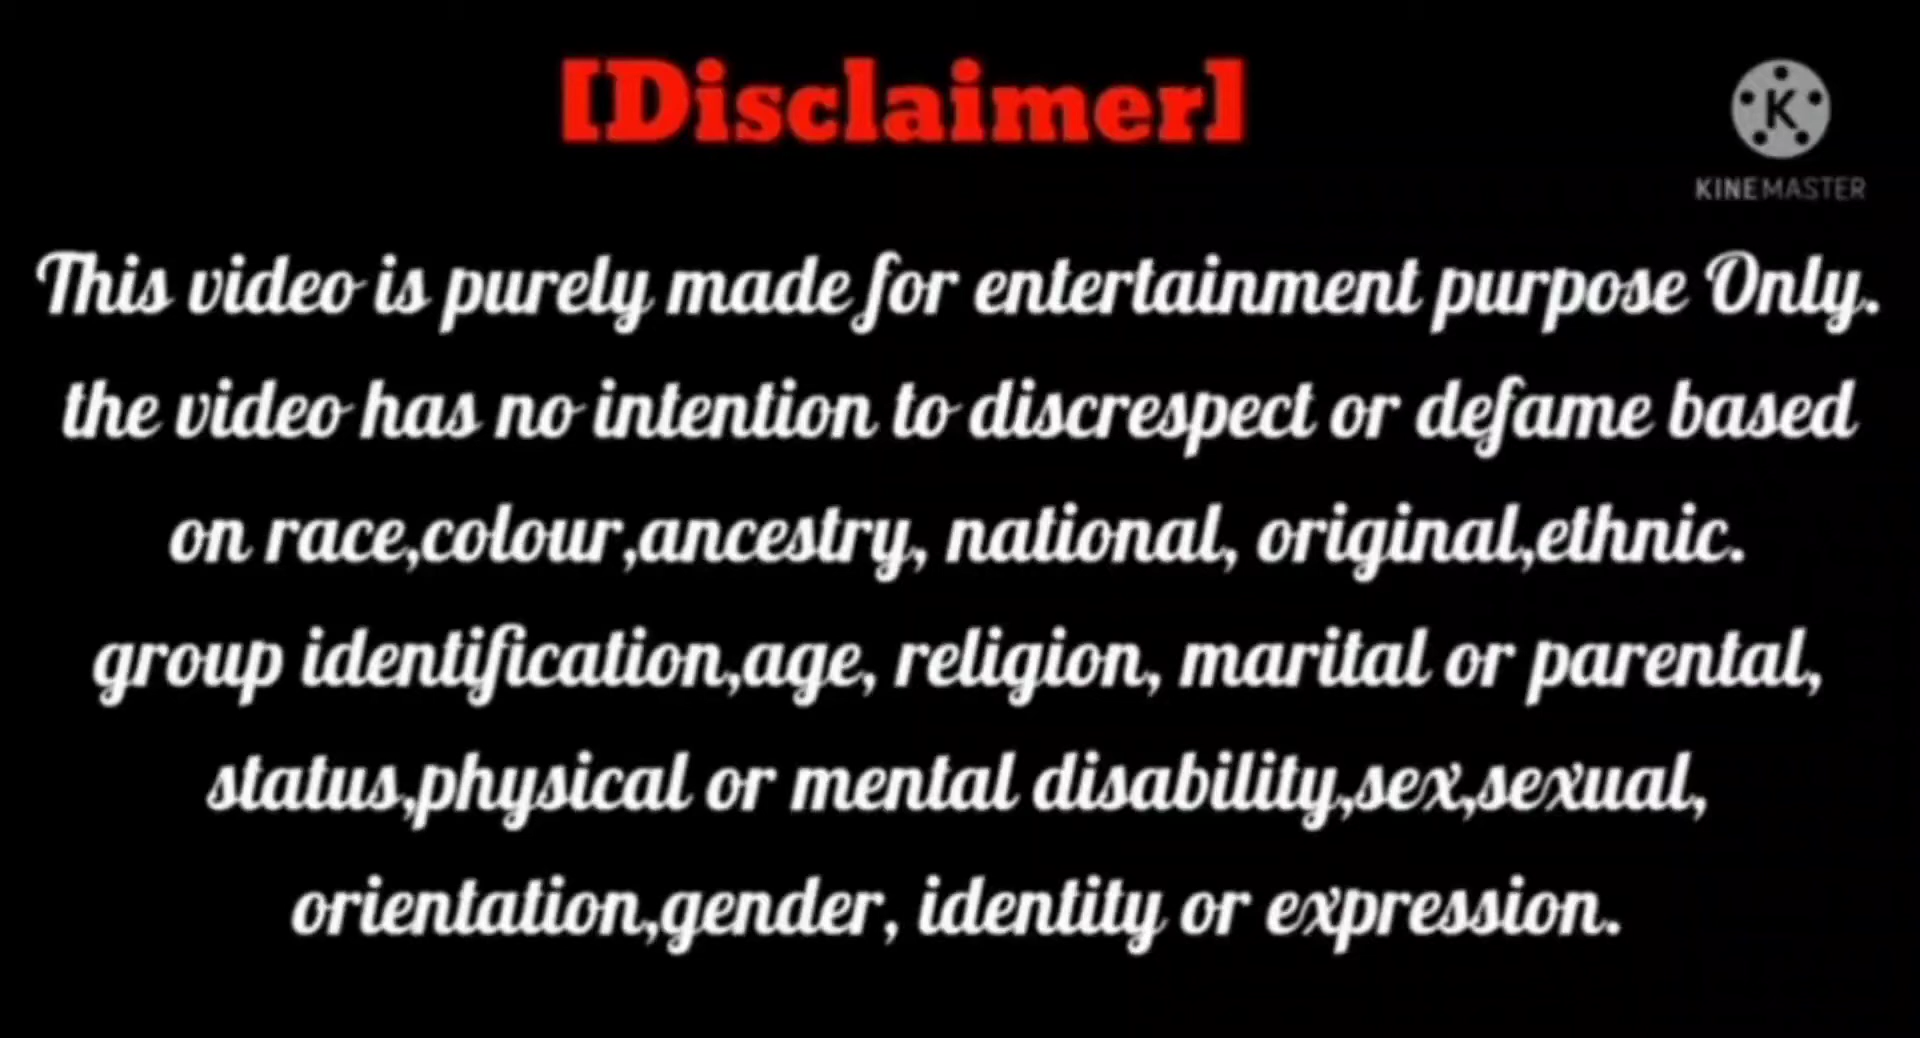 [Disclaimer]
K
KINEMASTER
This video is purely made for entertainment purpose Only.
the video has no intention to discrespect or defame based
on race,colour,ancestry, national, original,ethnic.
group identification,age, religion, marital or parental,
status,physical or mental disability,sex,sexual,
orientation,gender, identity or expression.